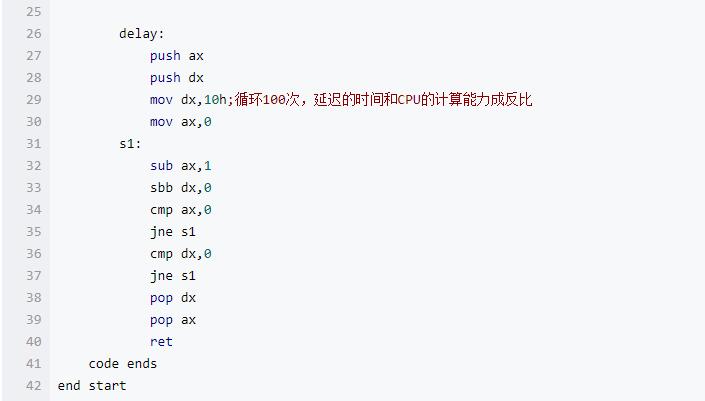 25
26 delay:
27 push ax
28 push dx
29 mov dx,10h;循环100次，延迟的时间和CPU的计算能力成反比
30 mov ax,0
31 s1:
32 sub ax,1
33 sbb dx,0
34 cmp ax,0
35 jne s1
36 cmp dx,0
37 jne s1
38 pop dx
39 pop ax
40 ret
41 code ends
42 end start